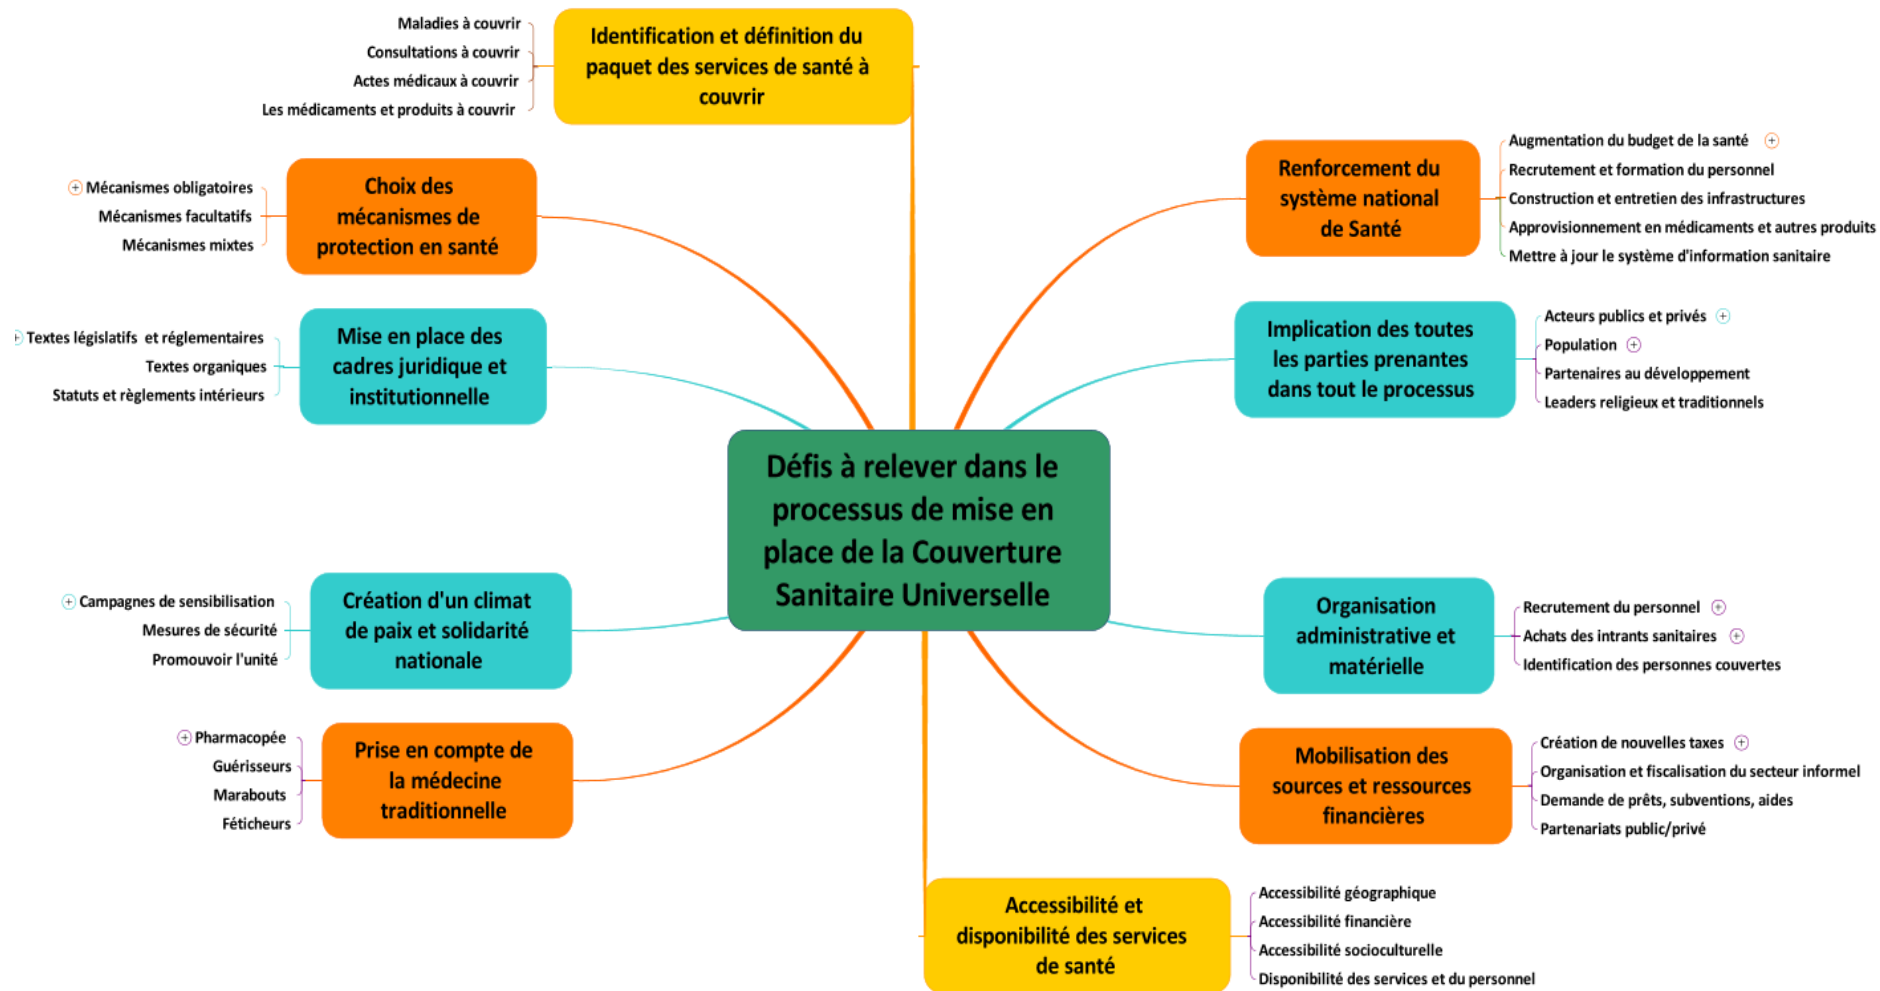 Maladies à couvrir
Consultations à couvrir
Actes médicaux à couvrir
Les médicaments et produits à couvrir
Identification et définition du
paquet des services de santé à
couvrir
Mécanismes obligatoires
Mécanismes facultatifs
Mécanismes mixtes
Choix des
mécanismes de
protection en santé
Textes législatifs et réglementaires
Textes organiques
Statuts et règlements intérieurs
Mise en place des
cadres juridique et
institutionnelle
Campagnes de sensibilisation
Mesures de sécurité
Promouvoir l'unité
Création d'un climat
de paix et solidarité
nationale
Pharmacopée
Guérisseurs
Marabouts
Féticheurs
Prise en compte de
la médecine
traditionnelle
Défis à relever dans le
processus de mise en
place de la Couverture
Sanitaire Universelle
Renforcement du
système national
de Santé
Augmentation du budget de la santé
Recrutement et formation du personnel
Construction et entretien des infrastructures
Approvisionnement en médicaments et autres produits
Mettre à jour le système d'information sanitaire
Implication des toutes
les parties prenantes
dans tout le processus
Acteurs publics et privés
Population
Partenaires au développement
Leaders religieux et traditionnels
Organisation
administrative et
matérielle
Recrutement du personnel
Achats des intrants sanitaires
Identification des personnes couvertes
Mobilisation des
sources et ressources
financières
Création de nouvelles taxes
Organisation et fiscalisation du secteur informel
Demande de prêts, subventions, aides
Partenariats public/privé
Accessibilité et
disponibilité des services
de santé
Accessibilité géographique
Accessibilité financière
Accessibilité socioculturelle
Disponibilité des services et du personnel